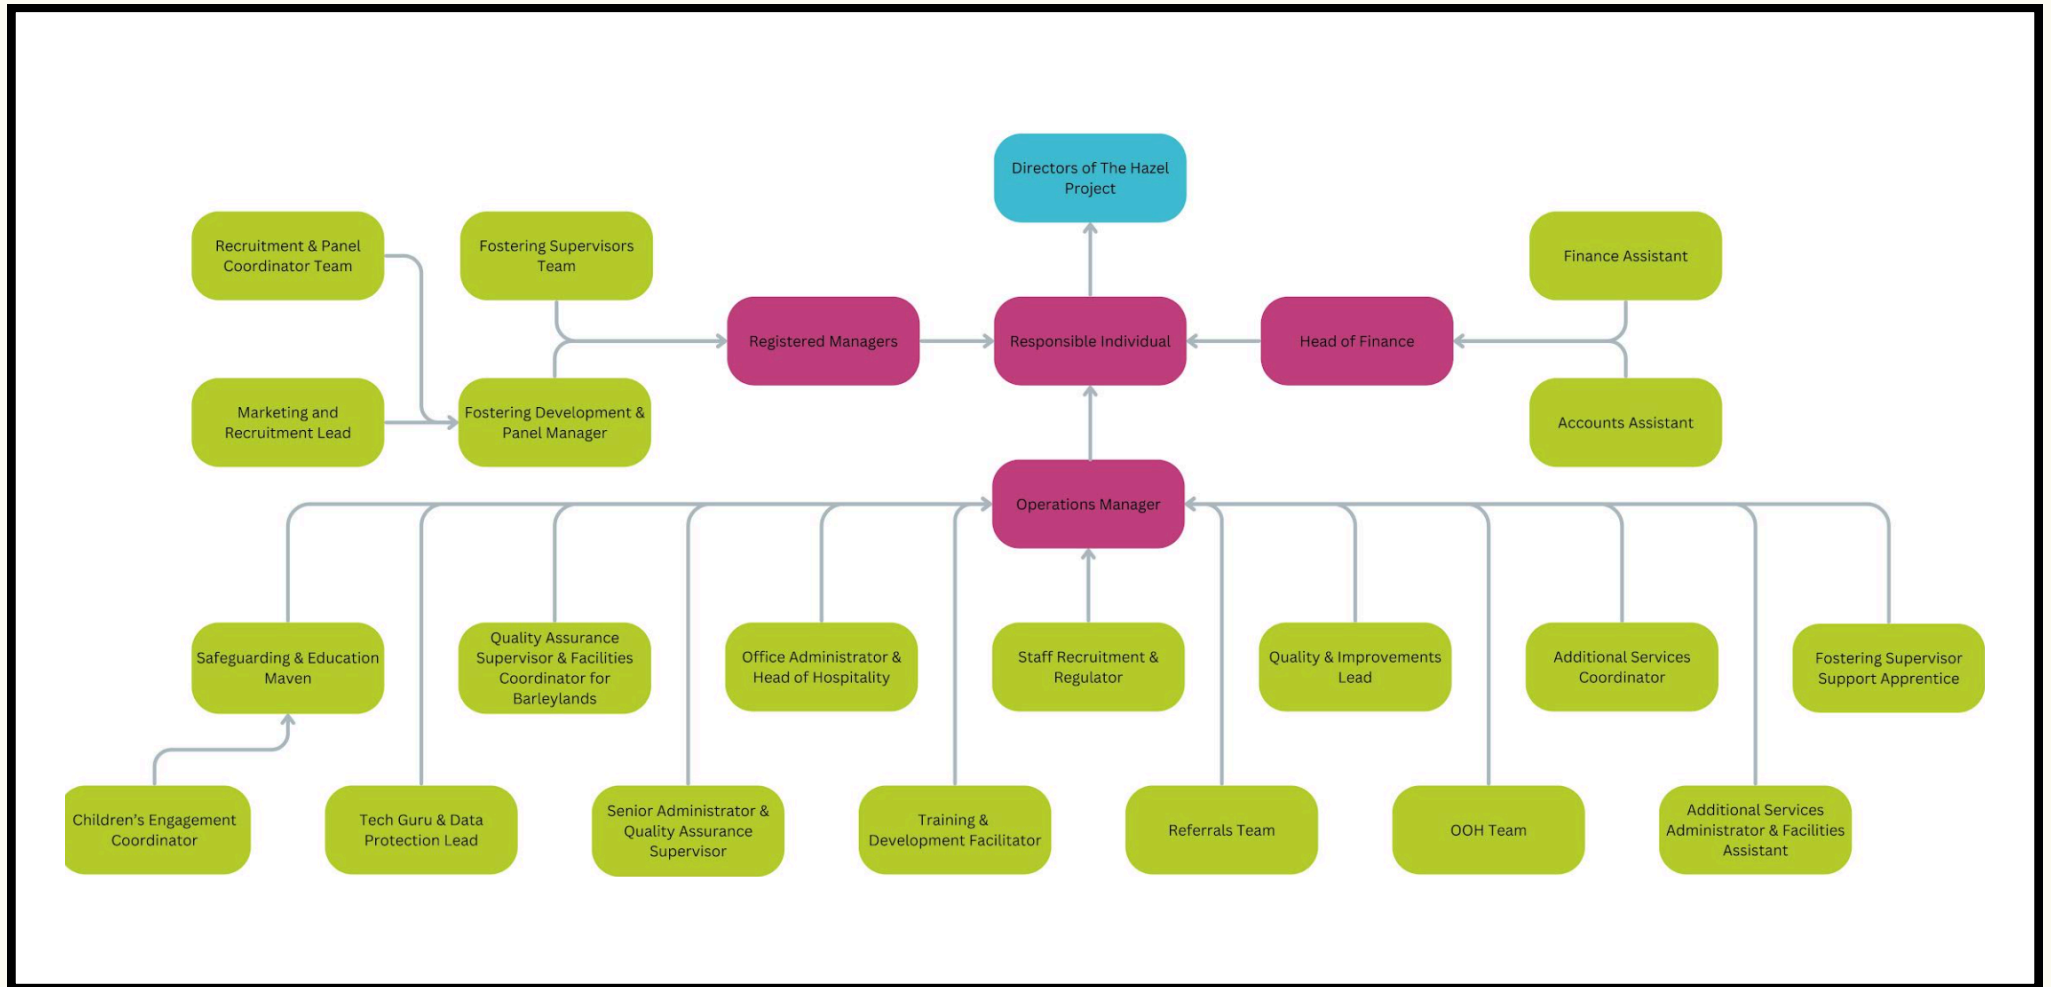 Directors of The Hazel
Project
Recruitment & Panel
Coordinator Team
Fostering Supervisors
Team
Finance Assistant
Registered Managers
Responsible Individual
Head of Finance
Marketing and
Recruitment Lead
Fostering Development &
Panel Manager
Accounts Assistant
Operations Manager
Safeguarding & Education
Maven
Quality Assurance
Supervisor & Facilities
Coordinator for
Barleylands
Office Administrator &
Head of Hospitality
Staff Recruitment &
Regulator
Quality & Improvements
Lead
Additional Services
Coordinator
Fostering Supervisor
Support Apprentice
Children's Engagement
Coordinator
Tech Guru & Data
Protection Lead
Senior Administrator &
Quality Assurance
Supervisor
Training &
Development Facilitator
Referrals Team
OOH Team
Additional Services
Administrator & Facilities
Assistant